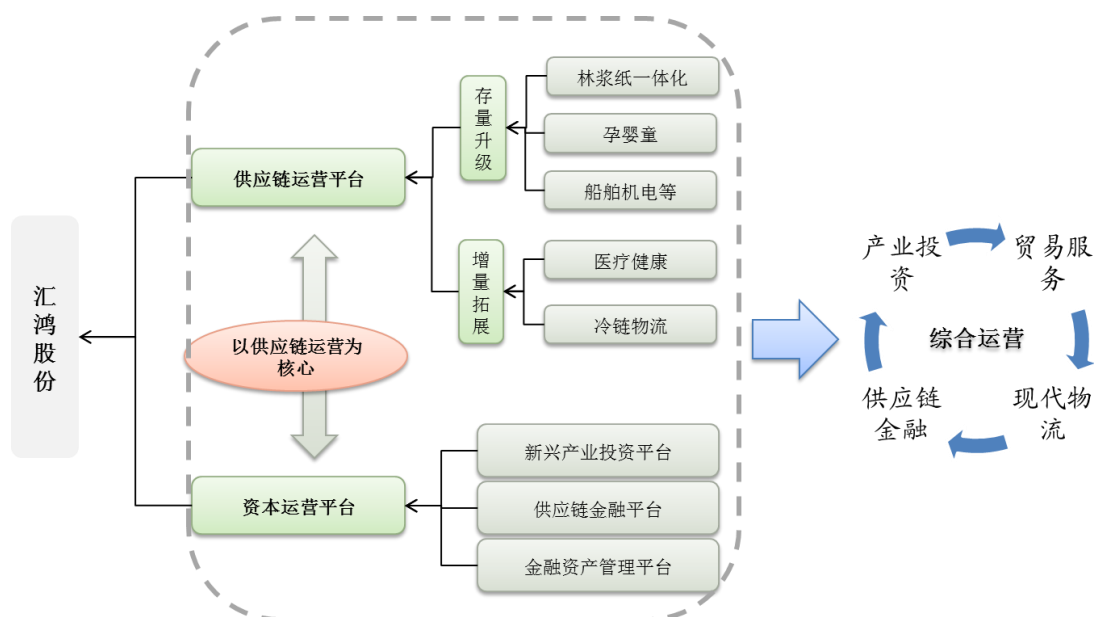 汇鸿股份
供应链运营平台
以供应链运营为
核心
资本运营平台
存量升级
增量拓展
林浆纸一体化
孕婴童
船舶机电等
医疗健康
冷链物流
新兴产业投资平台
供应链金融平台
金融资产管理平台
产业投
资
贸易服
务
综合运营
供应链
金融
现代物
流